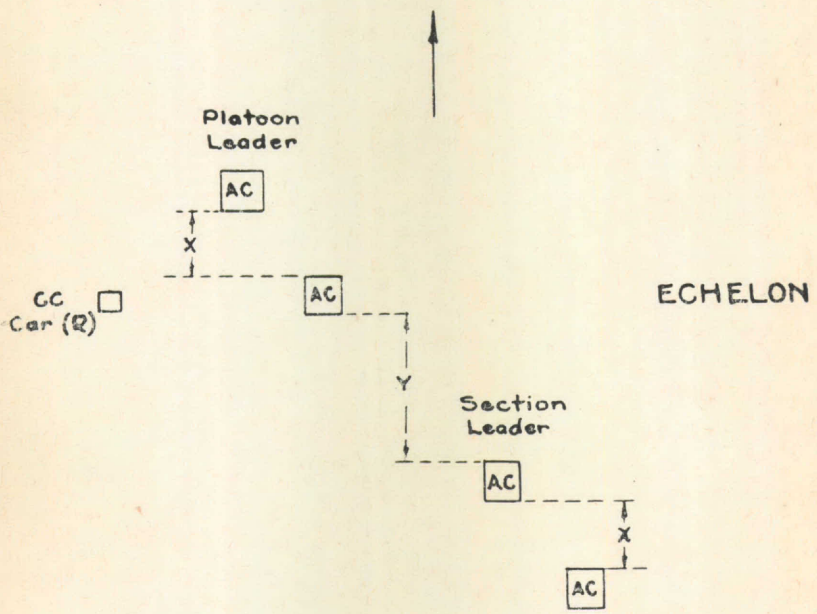 Platoon
Leader
AC
X
AC
CC
Car (R)
ECHELON
Y
Section
Leader
AC
X
AC